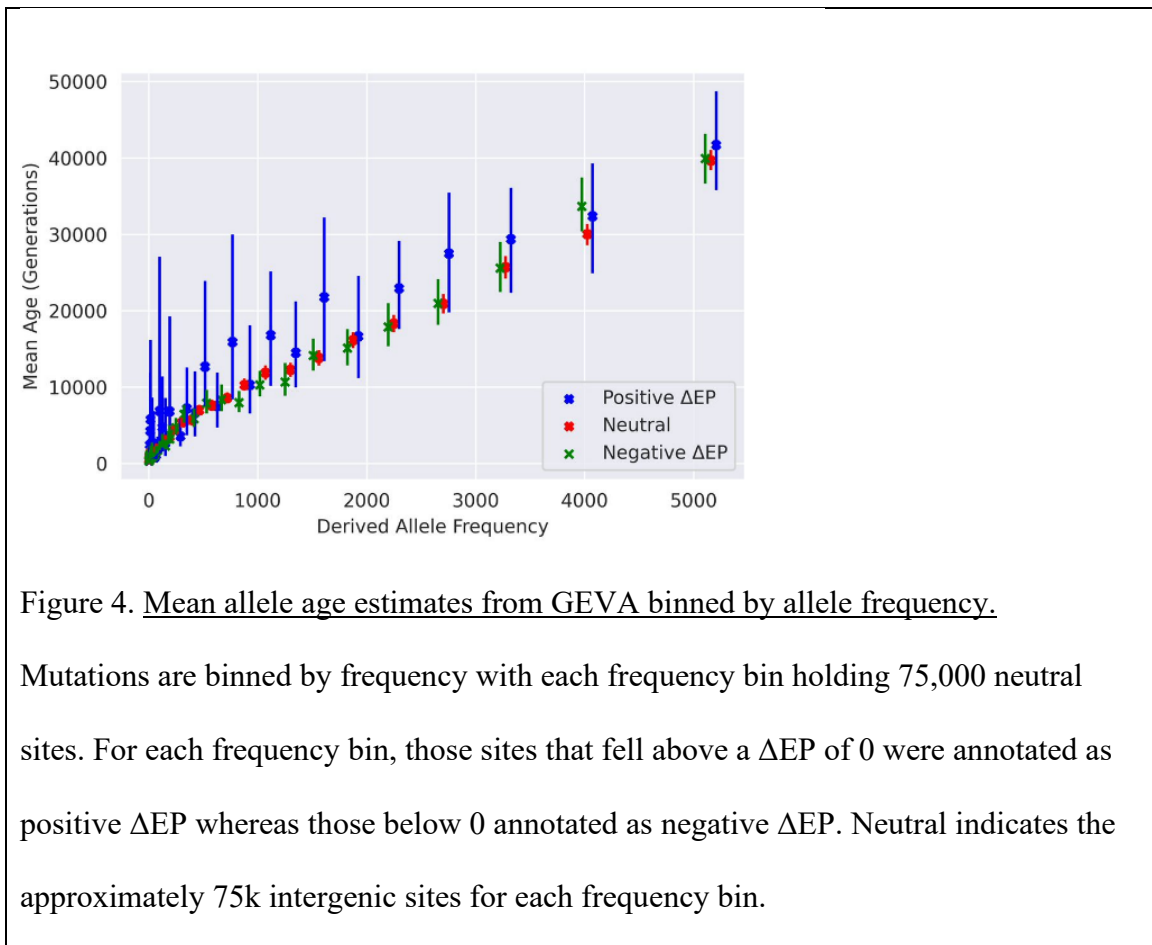 50000
40000
30000
20000
10000
0
Mean Age (Generations)
Positive ΔEP
Neutral
Negative ΔEP
0 1000 2000 3000 4000 5000
Derived Allele Frequency
Figure 4. Mean allele age estimates from GEVA binned by allele frequency.
Mutations are binned by frequency with each frequency bin holding 75,000 neutral
sites. For each frequency bin, those sites that fell above a ΔEP of 0 were annotated as
positive ΔEP whereas those below 0 annotated as negative ΔEP. Neutral indicates the
approximately 75k intergenic sites for each frequency bin.